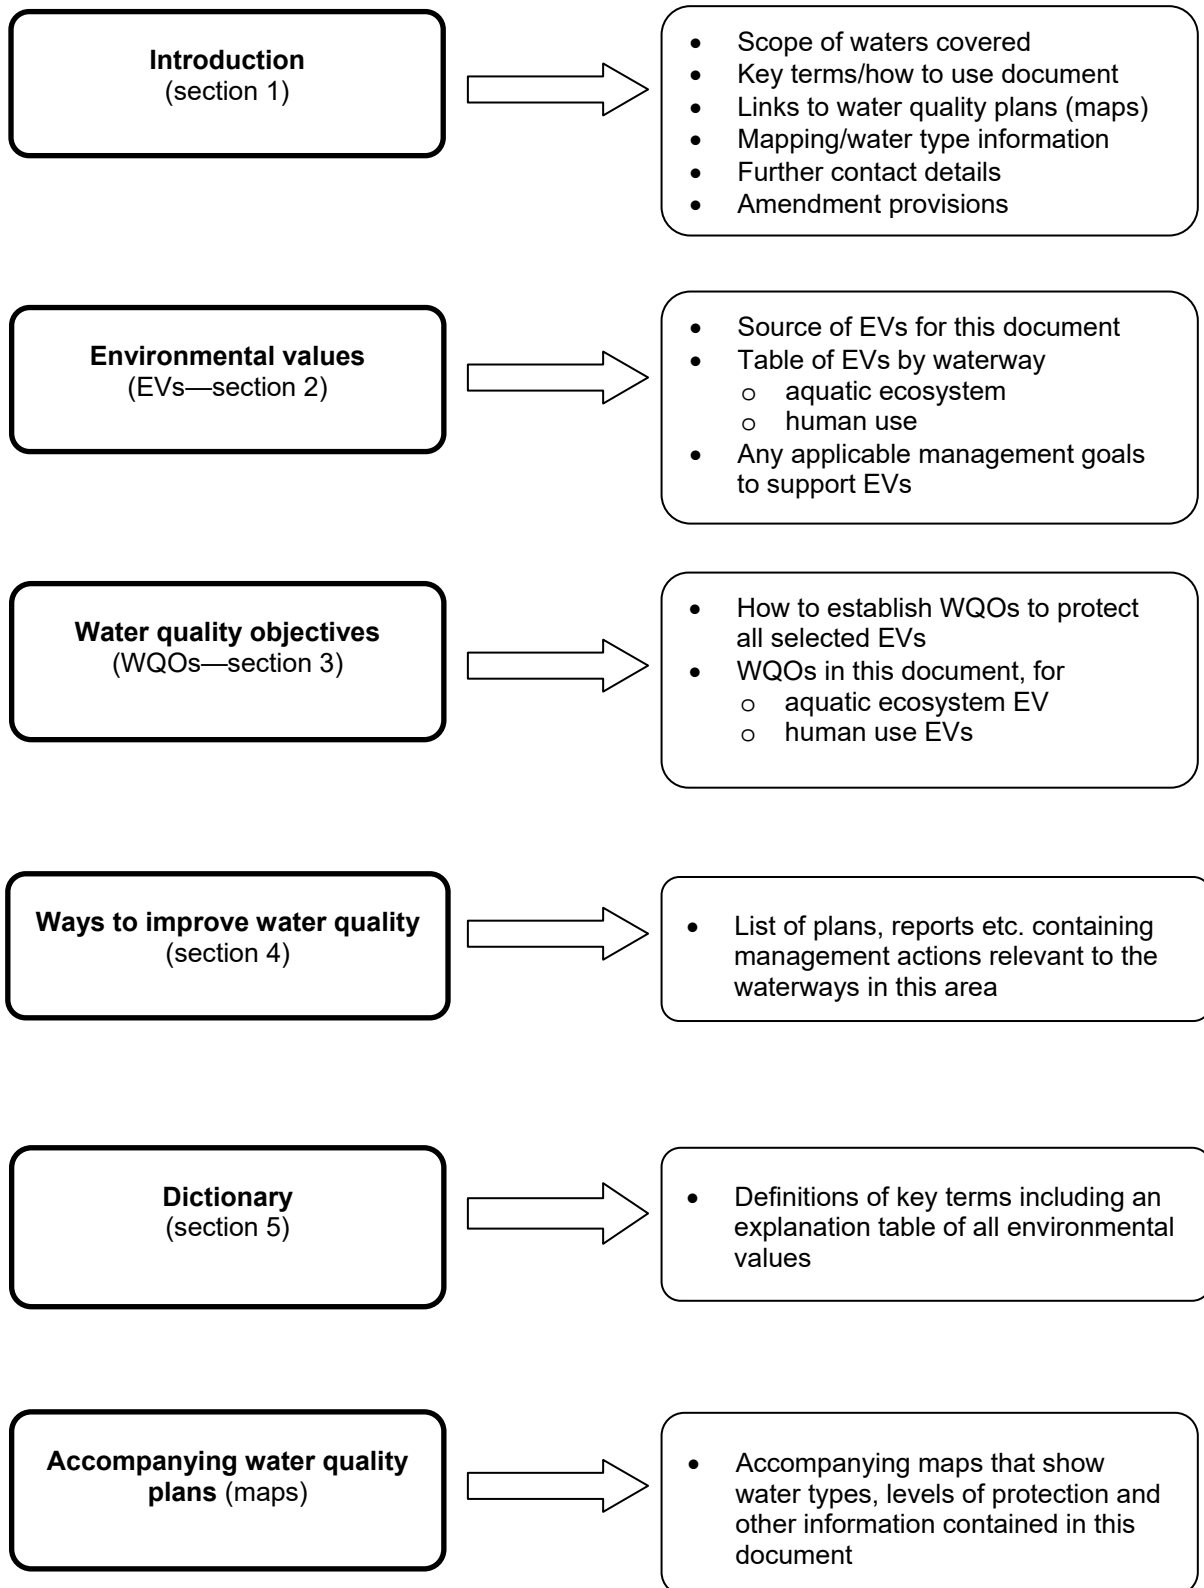 Introduction
(section 1)
• Scope of waters covered
• Key terms/how to use document
• Links to water quality plans (maps)
• Mapping/water type information
• Further contact details
• Amendment provisions
Environmental values
(EVs—section 2)
• Source of EVs for this document
• Table of EVs by waterway
o aquatic ecosystem
o human use
• Any applicable management goals
to support EVs
Water quality objectives
(WQOs—section 3)
• How to establish WQOs to protect
all selected EVs
• WQOs in this document, for
o aquatic ecosystem EV
o human use EVs
Ways to improve water quality
(section 4)
• List of plans, reports etc. containing
management actions relevant to the
waterways in this area
Dictionary
(section 5)
• Definitions of key terms including an
explanation table of all environmental
values
Accompanying water quality
plans (maps)
• Accompanying maps that show
water types, levels of protection and
other information contained in this
document